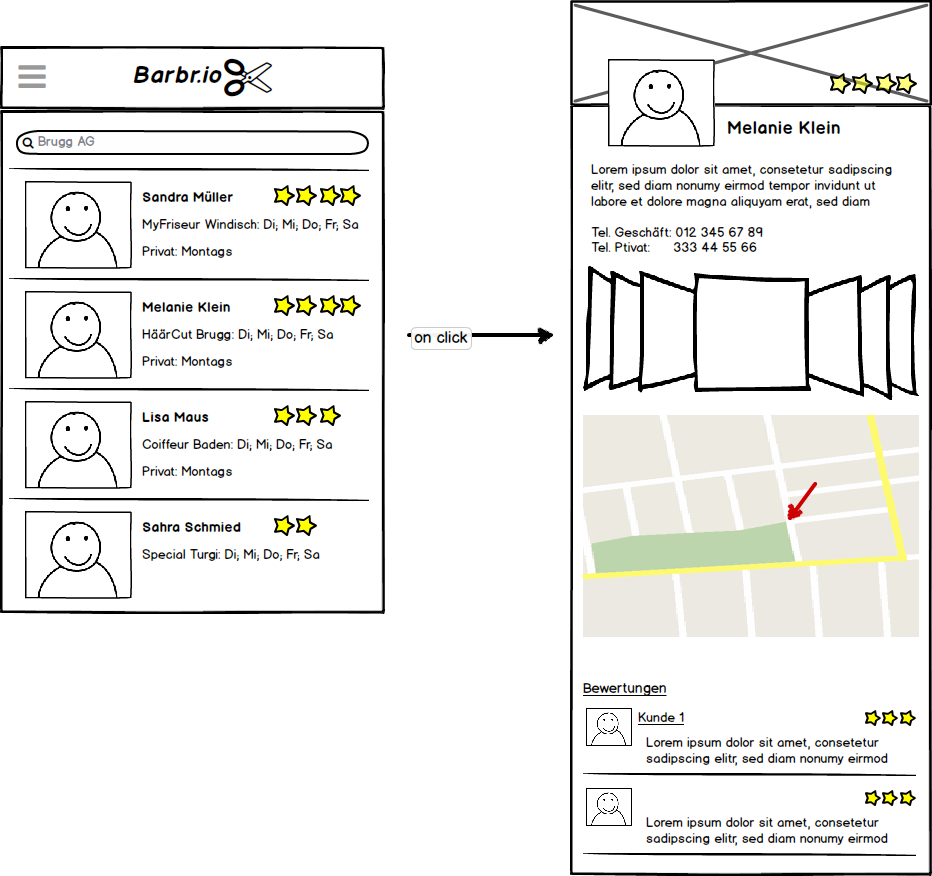 Barbr.io
Brugg AG
Sandra Müller
MyFriseur Windisch: Di, Mi, Do, Fr, Sa
Privat: Montags
Melanie Klein
HäärCut Brugg: Di, Mi, Do, Fr, Sa
Privat: Montags
Lisa Maus
Coiffeur Baden: Di, Mi, Do, Fr, Sa
Privat: Montags
Sahra Schmied
Special Turgi: Di, Mi, Do, Fr, Sa
on click
Melanie Klein
Lorem ipsum dolor sit amet, consetetur sadipscing
elitr, sed diam nonumy eirmod tempor invidunt ut
labore et dolore magna aliquyam erat, sed diam
Tel. Geschäft: 012 345 67 89
Tel. Ptivat: 333 44 55 66
Bewertungen
Kunde 1
Lorem ipsum dolor sit amet, consetetur
sadipscing elitr, sed diam nonumy eirmod
Lorem ipsum dolor sit amet, consetetur
sadipscing elitr, sed diam nonumy eirmod